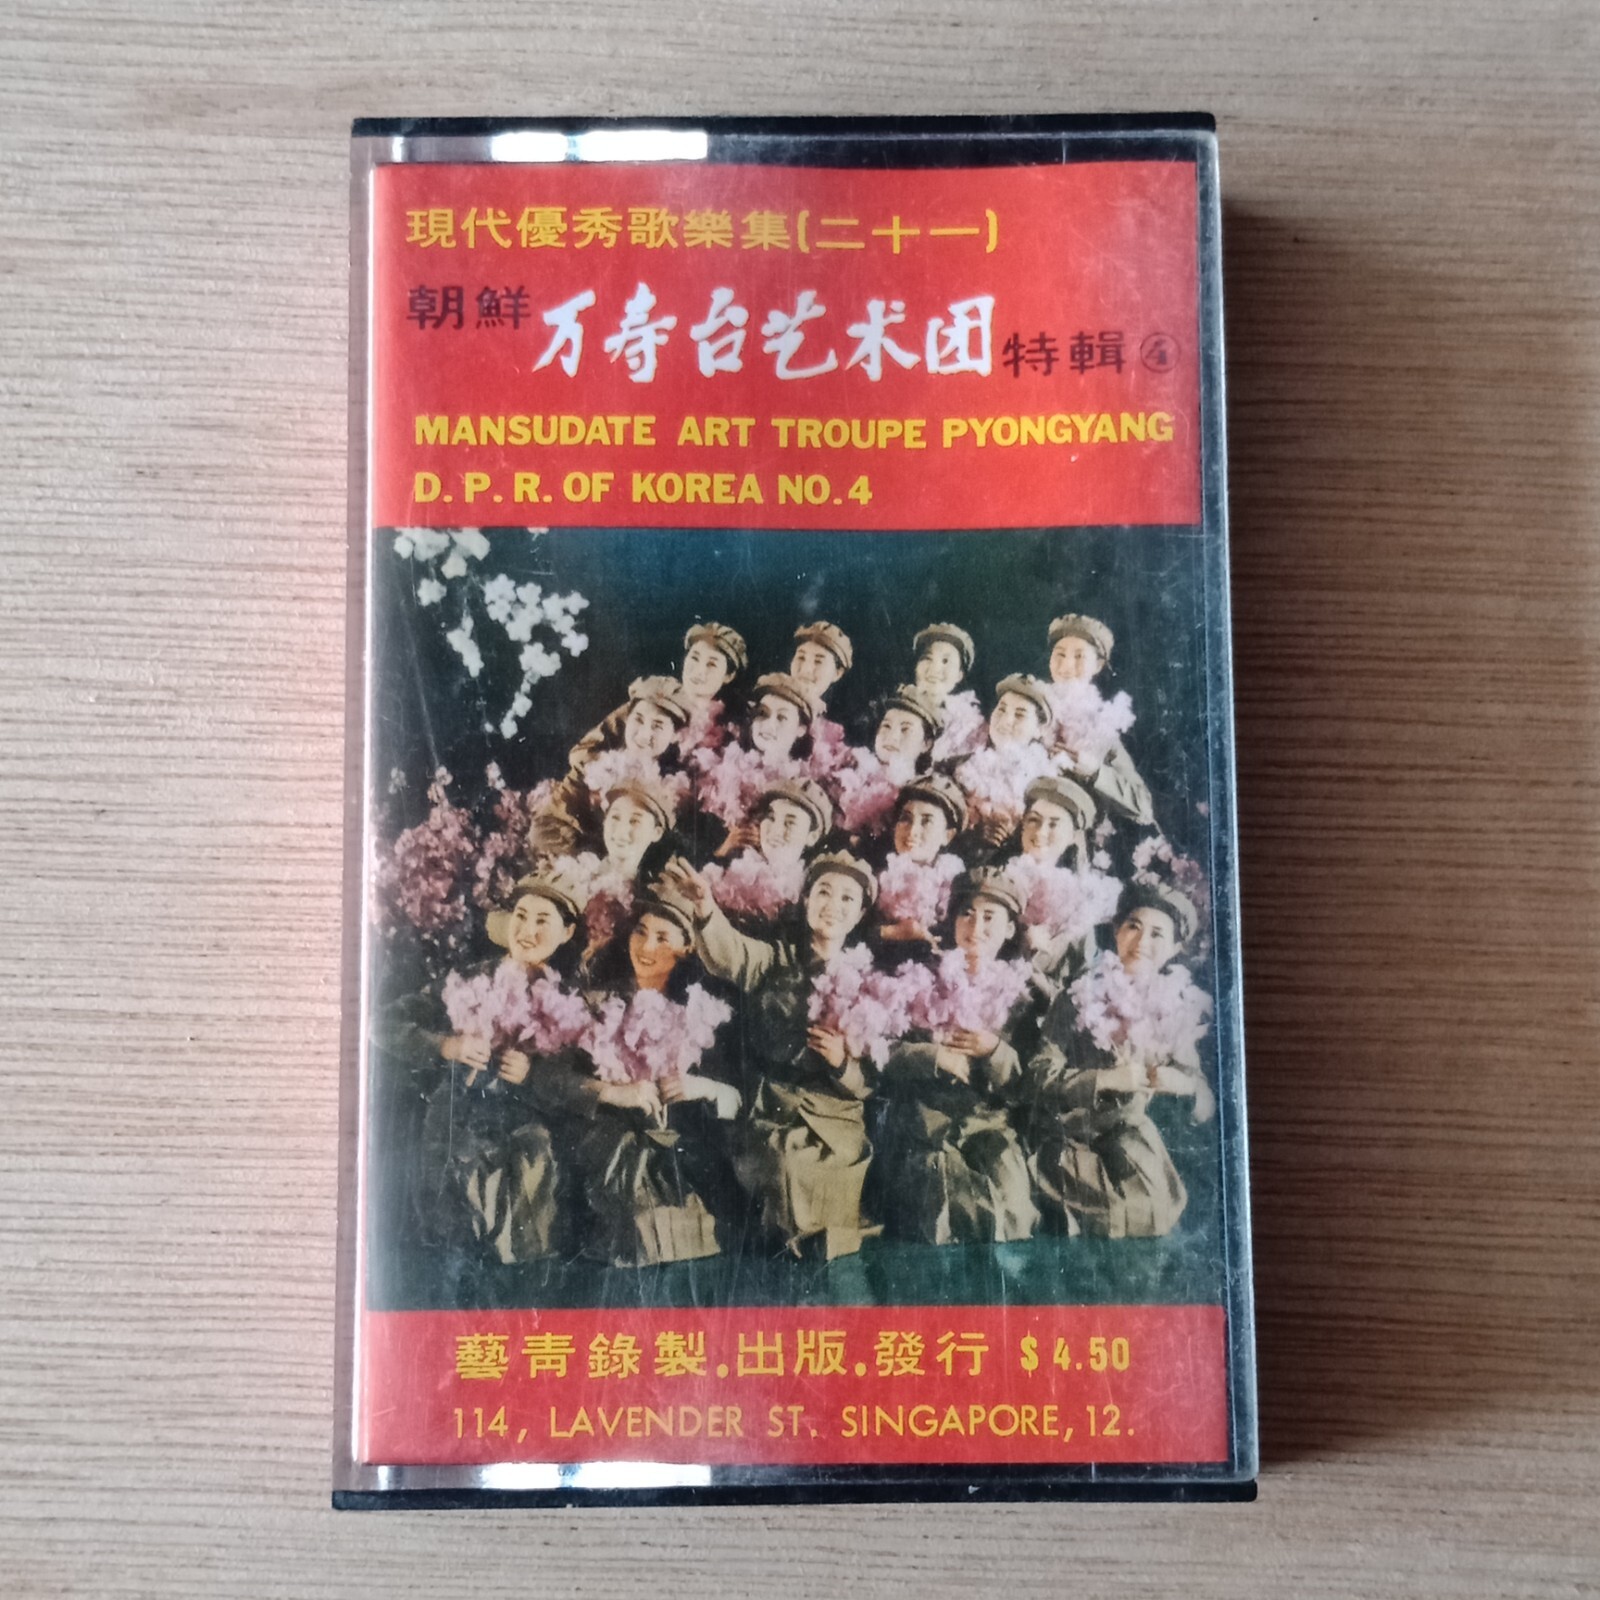 現代優秀歌樂集(二十一)
朝鮮 万寿台艺术团 特輯④
MANSUDATE ART TROUPE PYONGYANG
D. P. R. OF KOREA NO. 4
藝青錄製.出版.發行 $ 4.50
114, LAVENDER ST. SINGAPORE, 12.